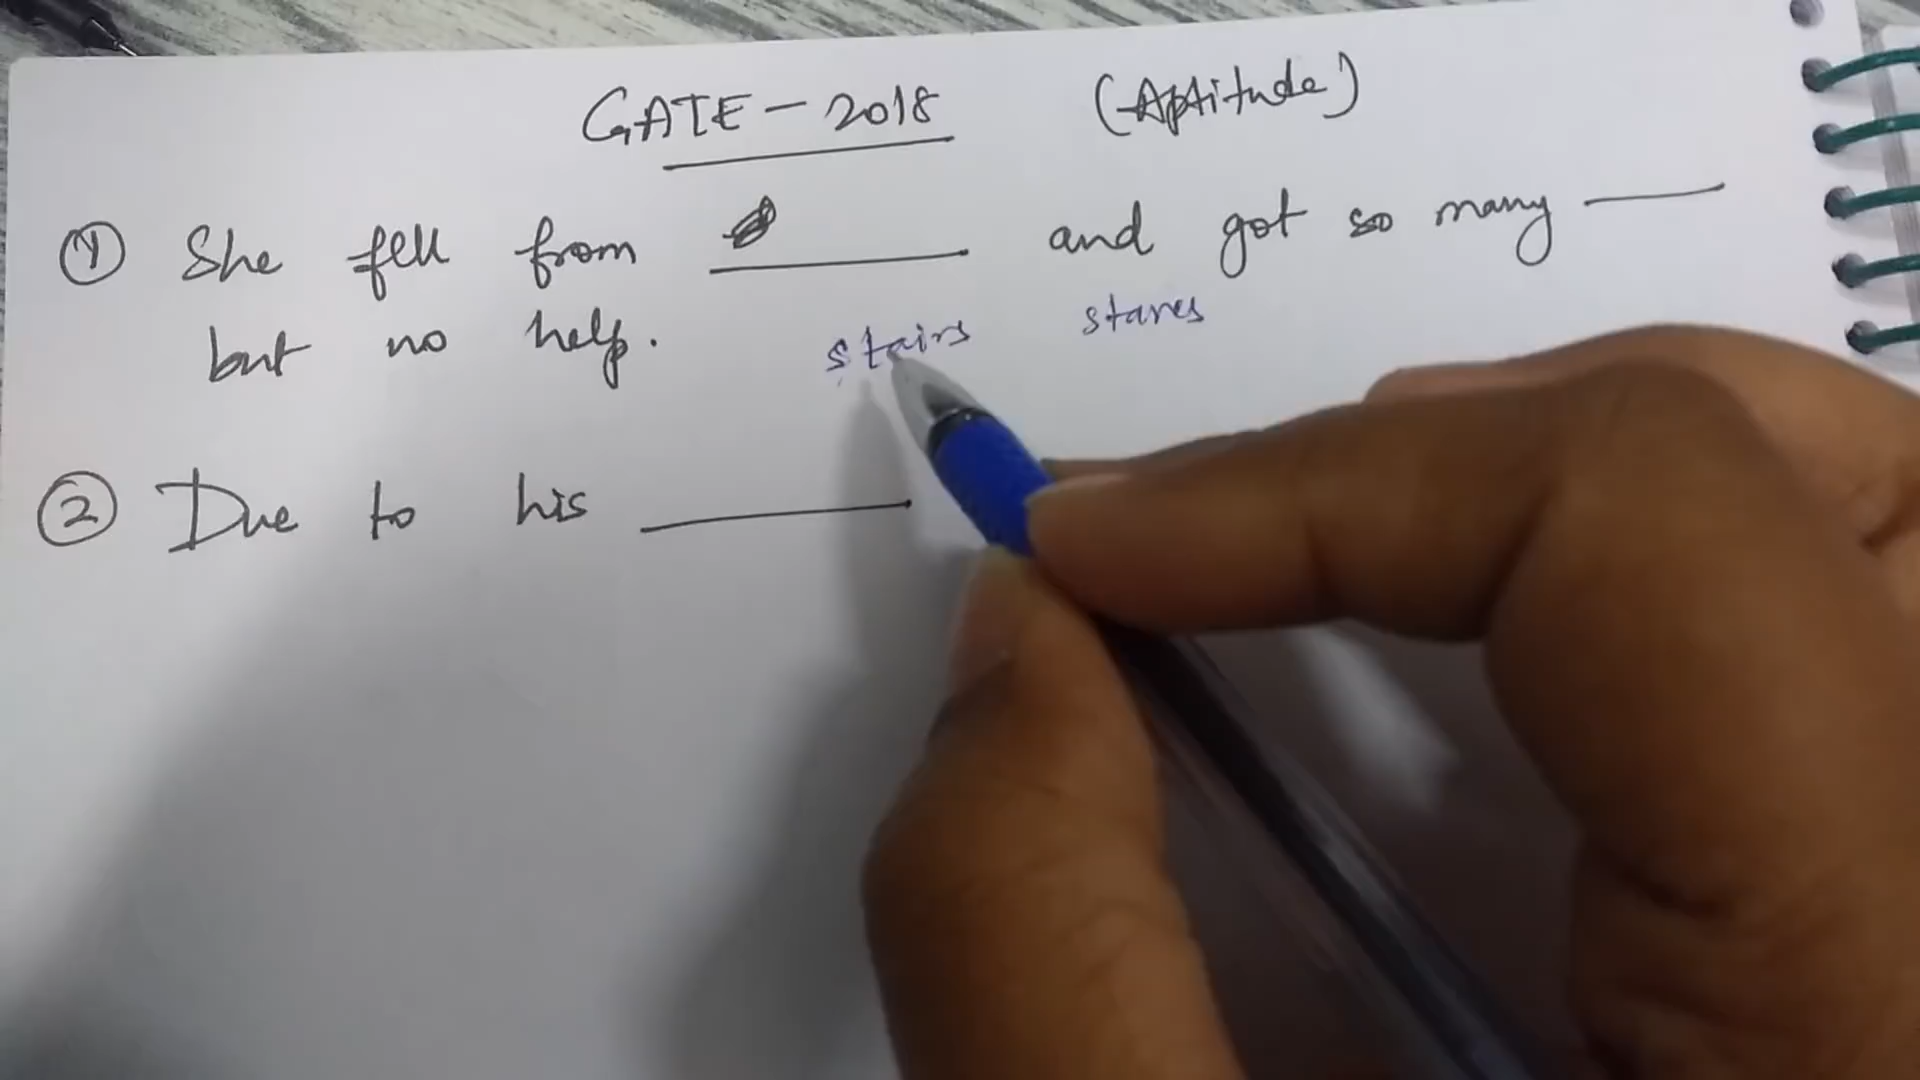 GATE - 2018 (Aptitude)
① She fell from ______ and got so many ______
but no help. stairs stares
② Due to his ______